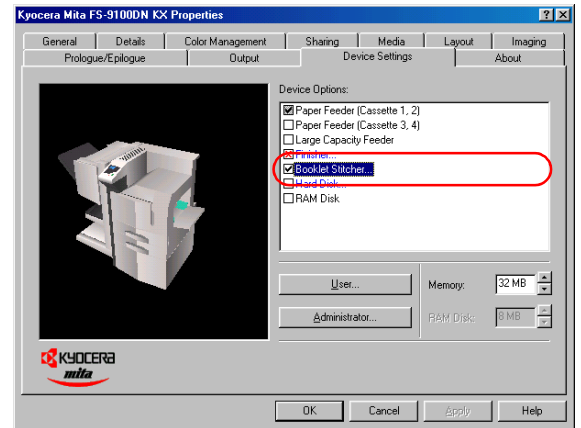 Kyocera Mita FS-9100DN KX Properties
General Details Color Management Sharing Media Layout Imaging
Prologue/Epilogue Output Device Settings About
Device Options:
Paper Feeder (Cassette 1, 2)
Paper Feeder (Cassette 3, 4)
Large Capacity Feeder
Finisher...
Booklet Stitcher...
Hard Disk...
RAM Disk
User... Memory: 32 MB
Administrator... RAM Disk: 8 MB
KYOCERA
mita
OK Cancel Apply Help